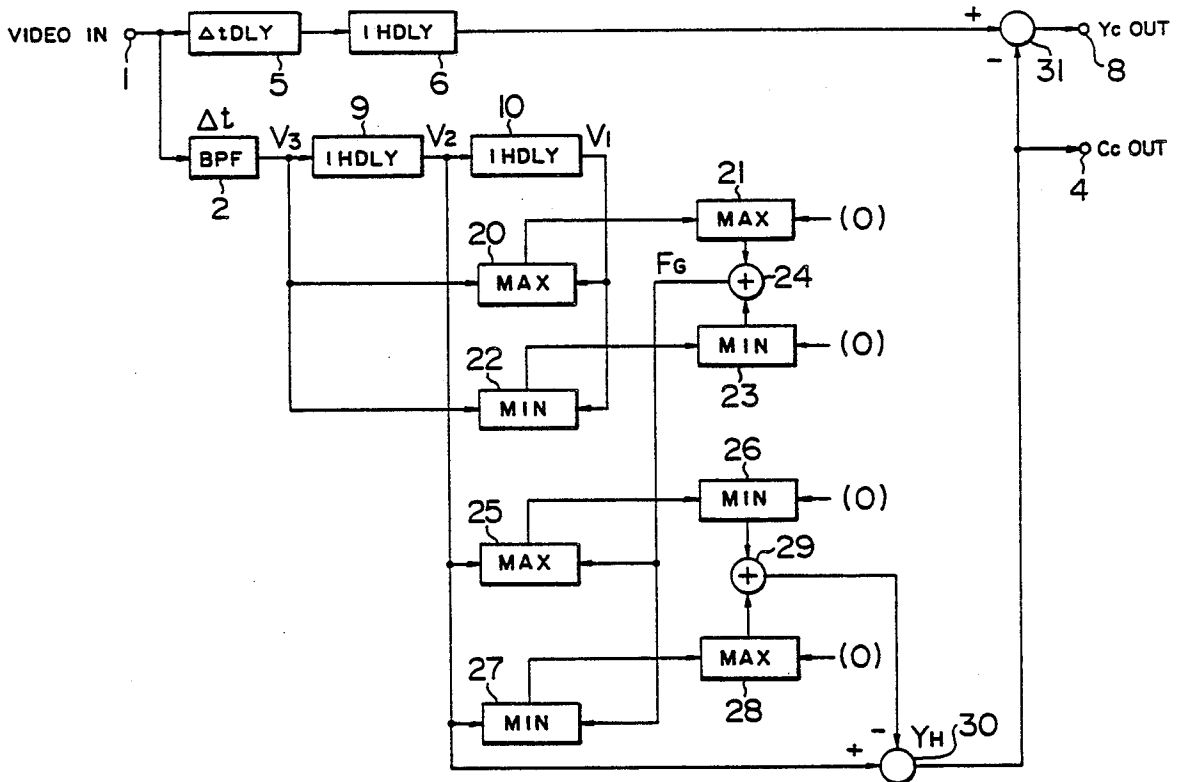 VIDEO IN
1
ΔtDLY
5
1HDLY
6
+
-
31
Yc OUT
8
Δt
BPF
2
V3
9
1HDLY
V2
10
1HDLY
V1
Cc OUT
4
21
MAX
(0)
20
MAX
FG
+
24
22
MIN
MIN
(0)
23
26
MIN
(0)
25
MAX
29
+
27
MIN
MAX
(0)
28
-
+
YH
30